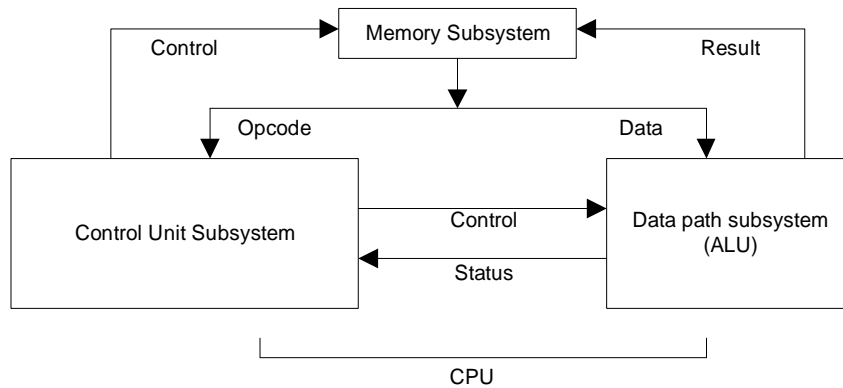 Memory Subsystem
Control
Result
Opcode
Data
Control Unit Subsystem
Control
Status
Data path subsystem
(ALU)
CPU